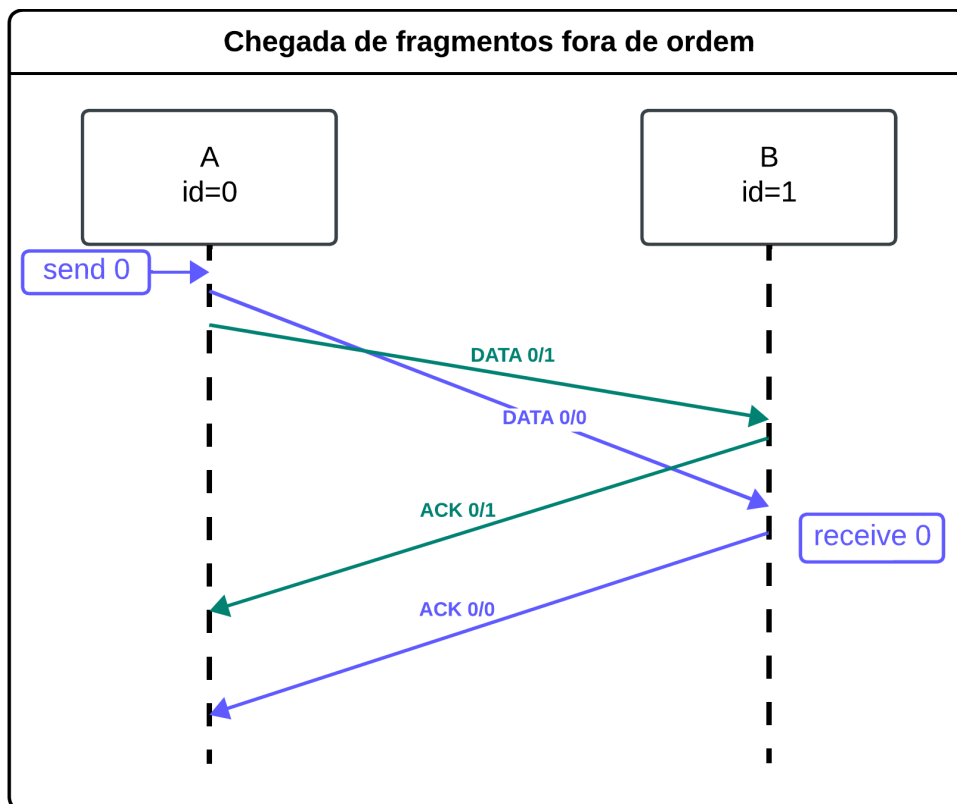 Chegada de fragmentos fora de ordem
A
id=0
B
id=1
send 0
DATA 0/1
DATA 0/0
ACK 0/1
receive 0
ACK 0/0